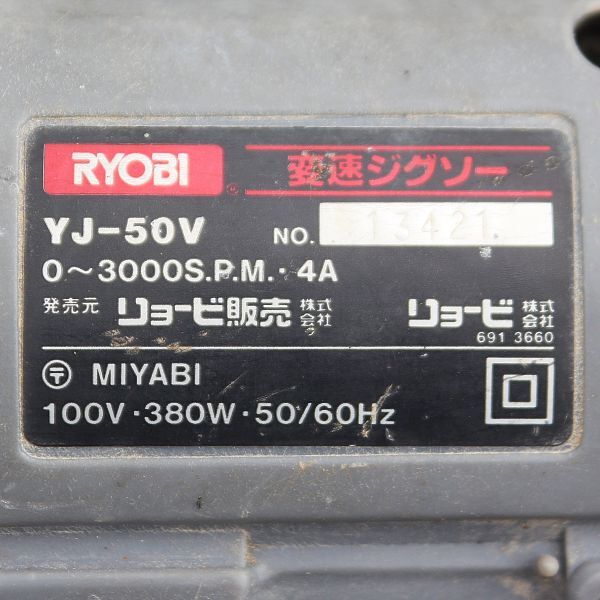 RYOBI ® 変速ジグソー
YJ-50V NO. 13421
0～3000S.P.M.・4A
発売元 リョービ販売 株式会社 リョービ 株式会社
691 3660
〒 MIYABI
100V・380W・50/60Hz